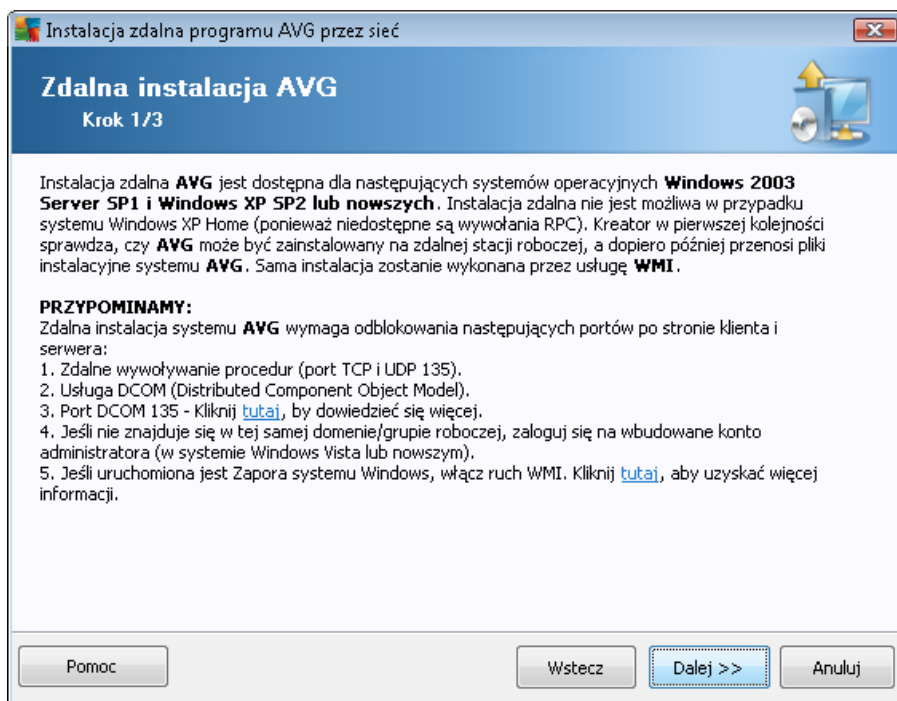 Instalacja zdalna programu AVG przez sieć
Zdalna instalacja AVG
Krok 1/3
Instalacja zdalna AVG jest dostępna dla następujących systemów operacyjnych Windows 2003
Server SP1 i Windows XP SP2 lub nowszych. Instalacja zdalna nie jest możliwa w przypadku
systemu Windows XP Home (ponieważ niedostępne są wywołania RPC). Kreator w pierwszej kolejności
sprawdza, czy AVG może być zainstalowany na zdalnej stacji roboczej, a dopiero później przenosi pliki
instalacyjne systemu AVG. Sama instalacja zostanie wykonana przez usługę WMI.
PRZYPOMINAMY:
Zdalna instalacja systemu AVG wymaga odblokowania następujących portów po stronie klienta i
serwera:
1. Zdalne wywoływanie procedur (port TCP i UDP 135).
2. Usługa DCOM (Distributed Component Object Model).
3. Port DCOM 135 - Kliknij tutaj, by dowiedzieć się więcej.
4. Jeśli nie znajduje się w tej samej domenie/grupie roboczej, zaloguj się na wbudowane konto
administratora (w systemie Windows Vista lub nowszym).
5. Jeśli uruchomiona jest Zapora systemu Windows, włącz ruch WMI. Kliknij tutaj, aby uzyskać więcej
informacji.
Pomoc
Wstecz
Dalej >>
Anuluj